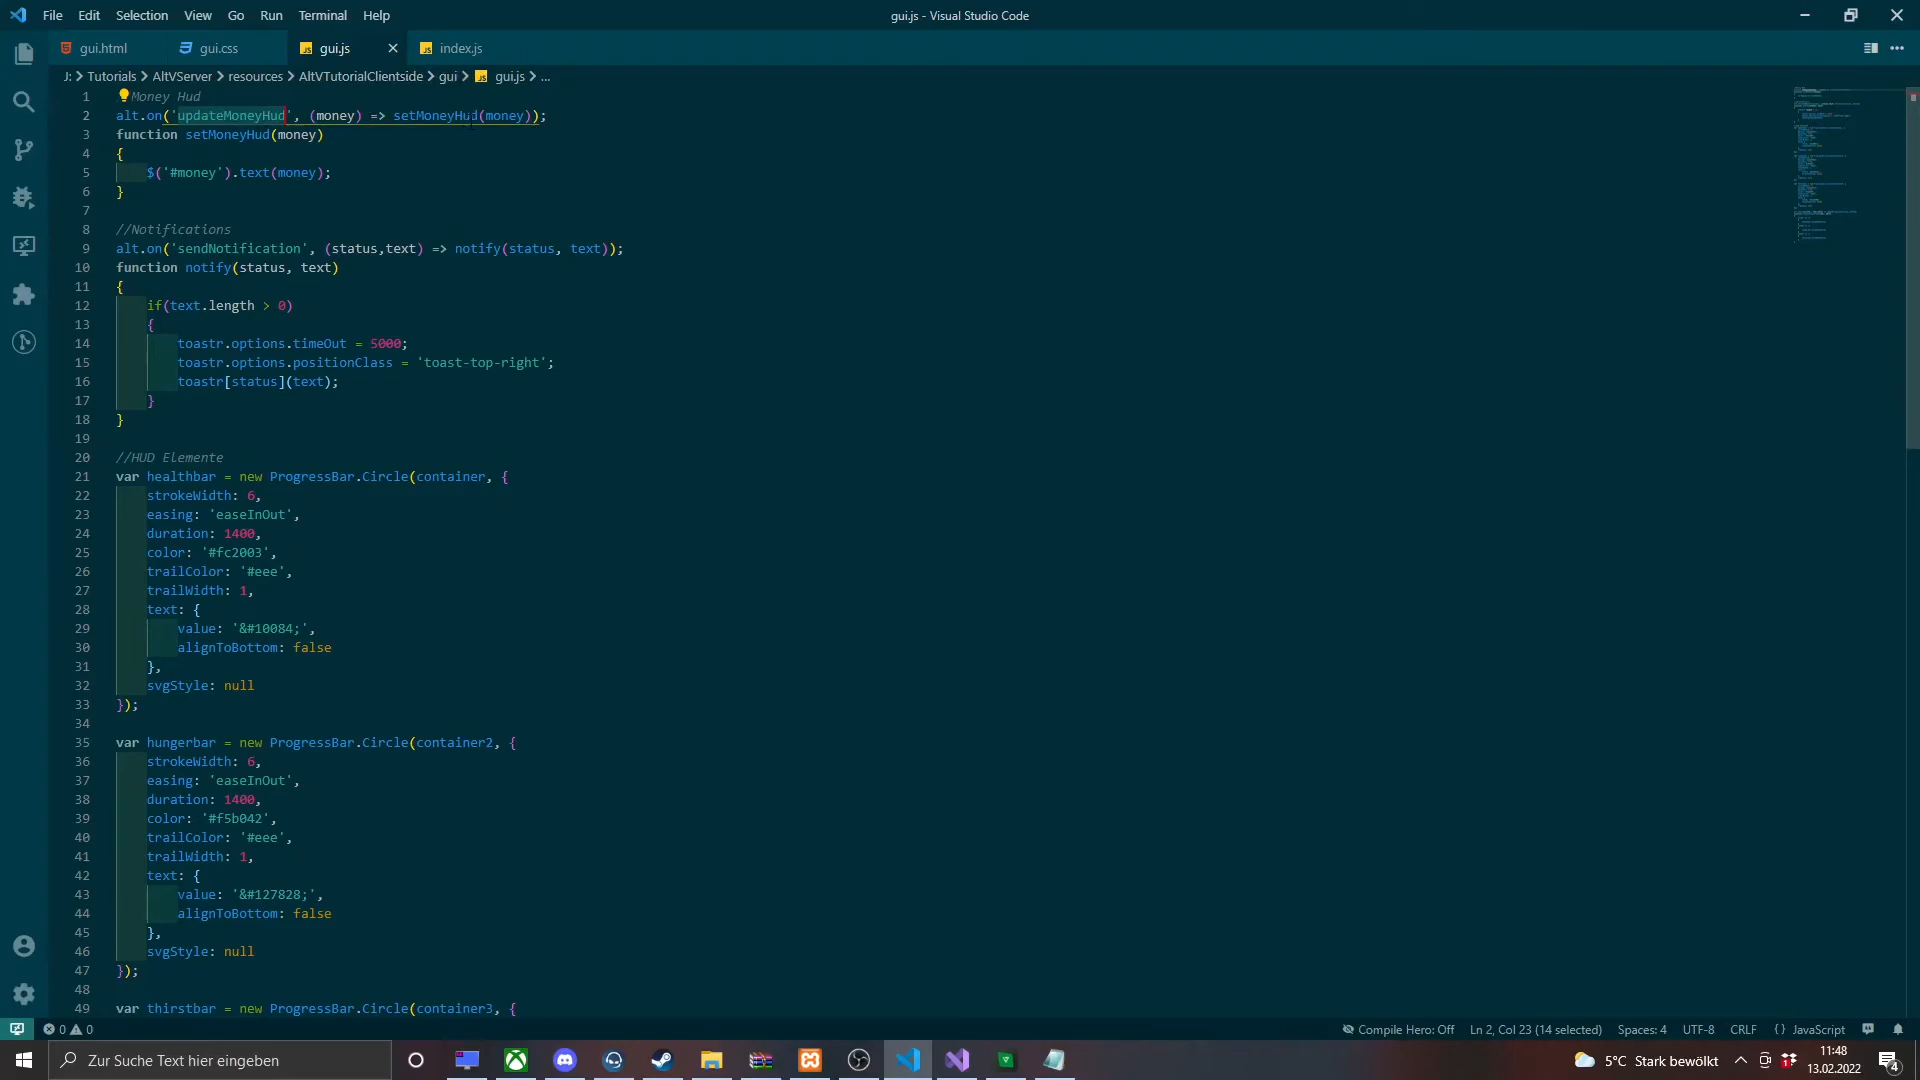 File Edit Selection View Go Run Terminal Help
gui.js - Visual Studio Code
gui.html
gui.css
gui.js
index.js
J: > Tutorials > AltVServer > resources > AltVTutorialClientside > gui > gui.js > ...
1 Money Hud
2 alt.on('updateMoneyHud', (money) => setMoneyHud(money));
3 function setMoneyHud(money)
4 {
5 $('#money').text(money);
6 }
7
8 //Notifications
9 alt.on('sendNotification', (status,text) => notify(status, text));
10 function notify(status, text)
11 {
12 if(text.length > 0)
13 {
14 toastr.options.timeOut = 5000;
15 toastr.options.positionClass = 'toast-top-right';
16 toastr[status](text);
17 }
18 }
19
20 //HUD Elemente
21 var healthbar = new ProgressBar.Circle(container, {
22 strokeWidth: 6,
23 easing: 'easeInOut',
24 duration: 1400,
25 color: '#fc2003',
26 trailColor: '#eee',
27 trailWidth: 1,
28 text: {
29 value: '&#10084;',
30 alignToBottom: false
31 },
32 svgStyle: null
33 });
34
35 var hungerbar = new ProgressBar.Circle(container2, {
36 strokeWidth: 6,
37 easing: 'easeInOut',
38 duration: 1400,
39 color: '#f5b042',
40 trailColor: '#eee',
41 trailWidth: 1,
42 text: {
43 value: '&#127828;',
44 alignToBottom: false
45 },
46 svgStyle: null
47 });
48
49 var thirstbar = new ProgressBar.Circle(container3, {
0 0
Compile Hero: Off
Ln 2, Col 23 (14 selected)
Spaces: 4
UTF-8
CRLF
{ } JavaScript
Zur Suche Text hier eingeben
5°C Stark bewölkt
11:48
13.02.2022
4